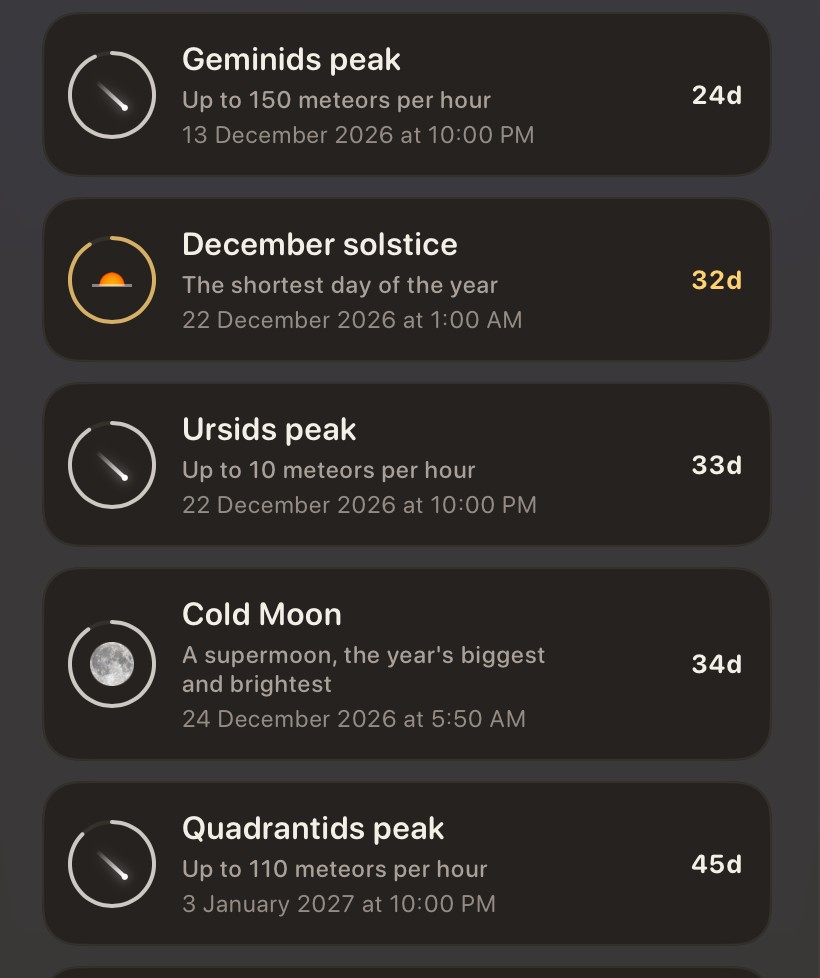 Geminids peak
Up to 150 meteors per hour
13 December 2026 at 10:00 PM
24d
December solstice
The shortest day of the year
22 December 2026 at 1:00 AM
32d
Ursids peak
Up to 10 meteors per hour
22 December 2026 at 10:00 PM
33d
Cold Moon
A supermoon, the year's biggest
and brightest
24 December 2026 at 5:50 AM
34d
Quadrantids peak
Up to 110 meteors per hour
3 January 2027 at 10:00 PM
45d